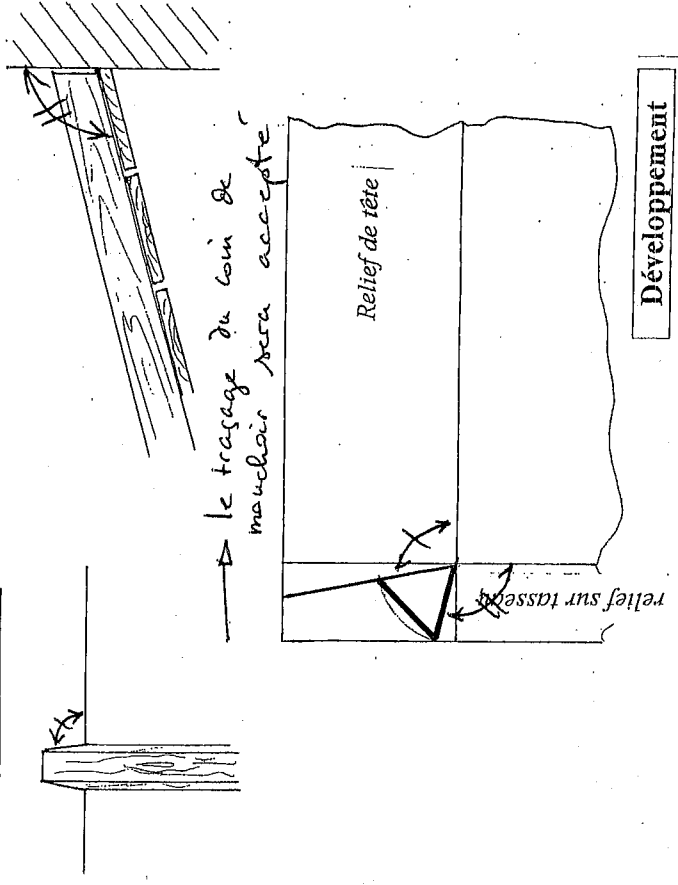 le traçage du coin de
mouchoir sera accepté
Relief de tête
relief sur tasseau
Développement